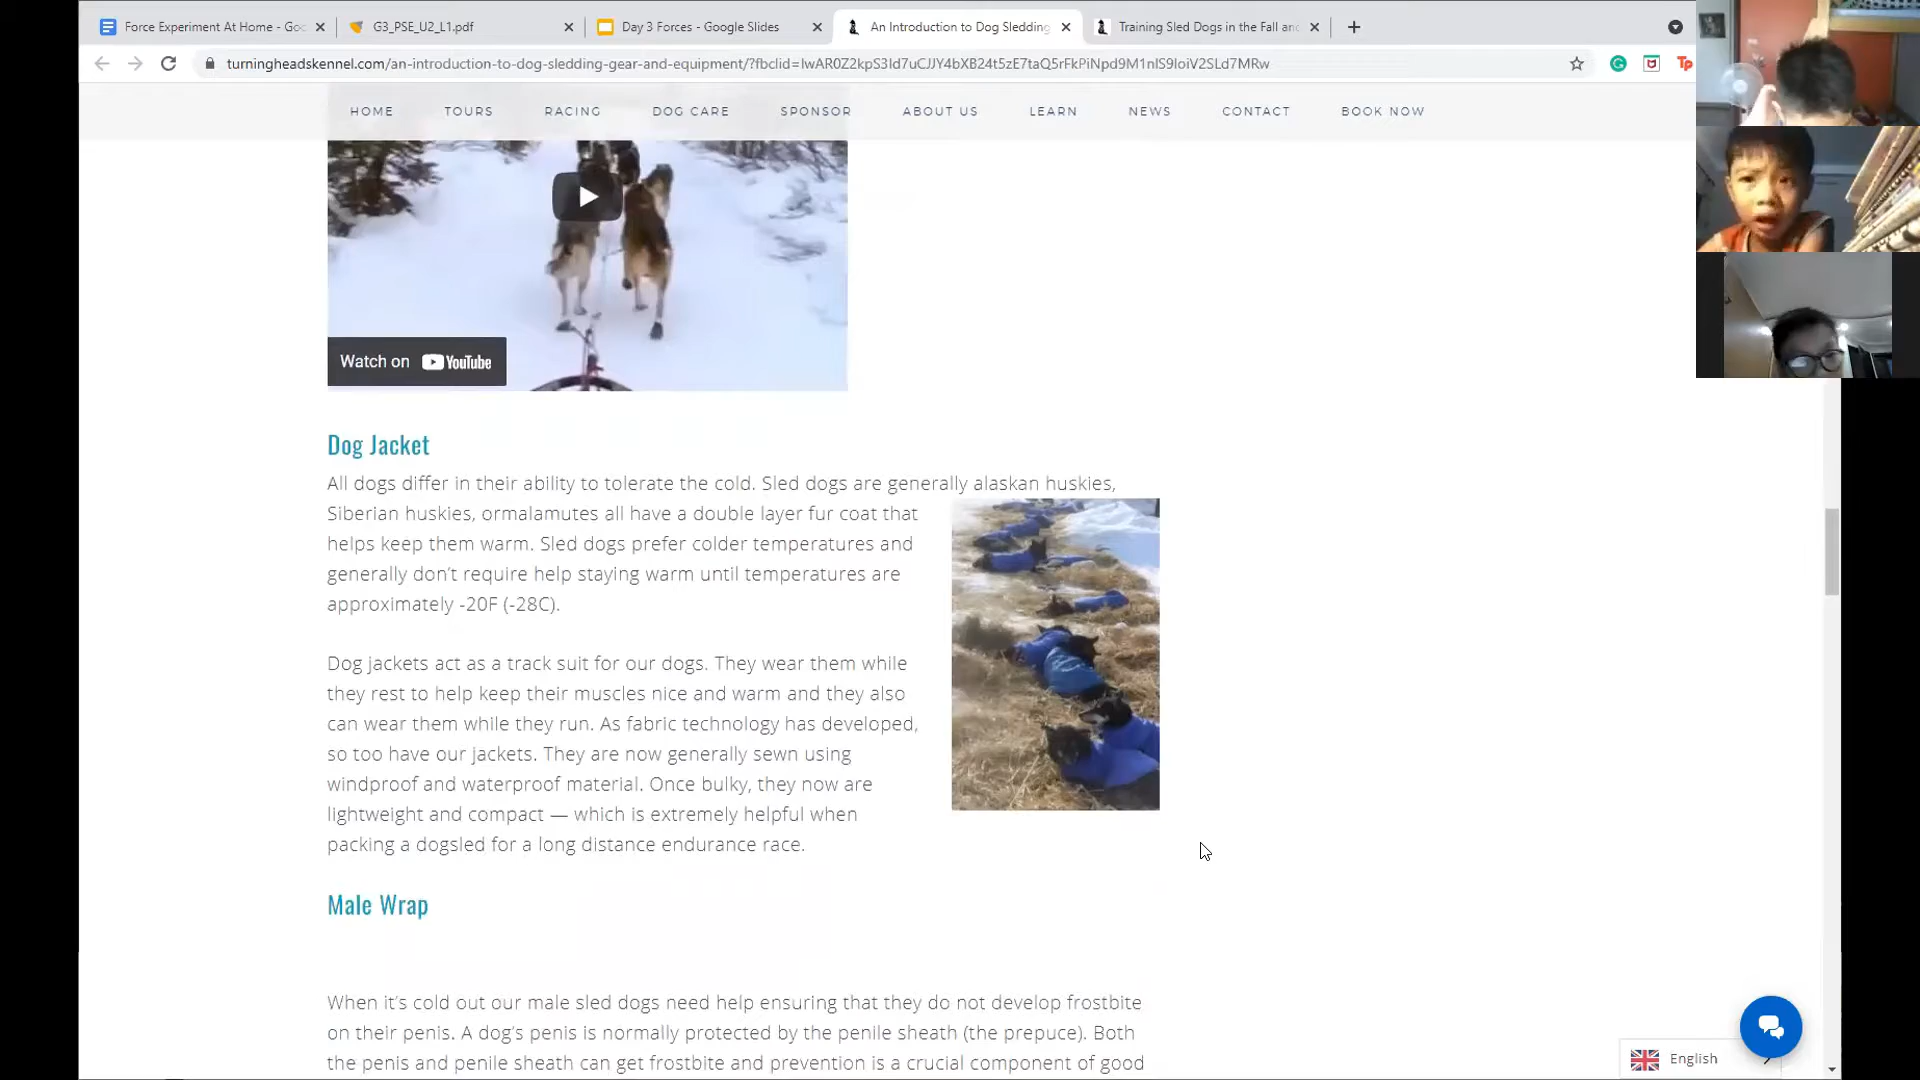 Force Experiment At Home - Goo
G3_PSE_U2_L1.pdf
Day 3 Forces - Google Slides
An Introduction to Dog Sledding
Training Sled Dogs in the Fall and
turningheadskennel.com/an-introduction-to-dog-sledding-gear-and-equipment/?fbclid=IwAR0Z2kpS3Id7uCJJY4bXB24t5zE7taQ5rFkPiNpd9M1nIS9IoiV2SLd7MRw
HOME TOURS RACING DOG CARE SPONSOR ABOUT US LEARN NEWS CONTACT BOOK NOW
Watch on YouTube
Dog Jacket
All dogs differ in their ability to tolerate the cold. Sled dogs are generally alaskan huskies,
Siberian huskies, ormalamutes all have a double layer fur coat that
helps keep them warm. Sled dogs prefer colder temperatures and
generally don't require help staying warm until temperatures are
approximately -20F (-28C).
Dog jackets act as a track suit for our dogs. They wear them while
they rest to help keep their muscles nice and warm and they also
can wear them while they run. As fabric technology has developed,
so too have our jackets. They are now generally sewn using
windproof and waterproof material. Once bulky, they now are
lightweight and compact — which is extremely helpful when
packing a dogsled for a long distance endurance race.
Male Wrap
When it's cold out our male sled dogs need help ensuring that they do not develop frostbite
on their penis. A dog's penis is normally protected by the penile sheath (the prepuce). Both
the penis and penile sheath can get frostbite and prevention is a crucial component of good
English